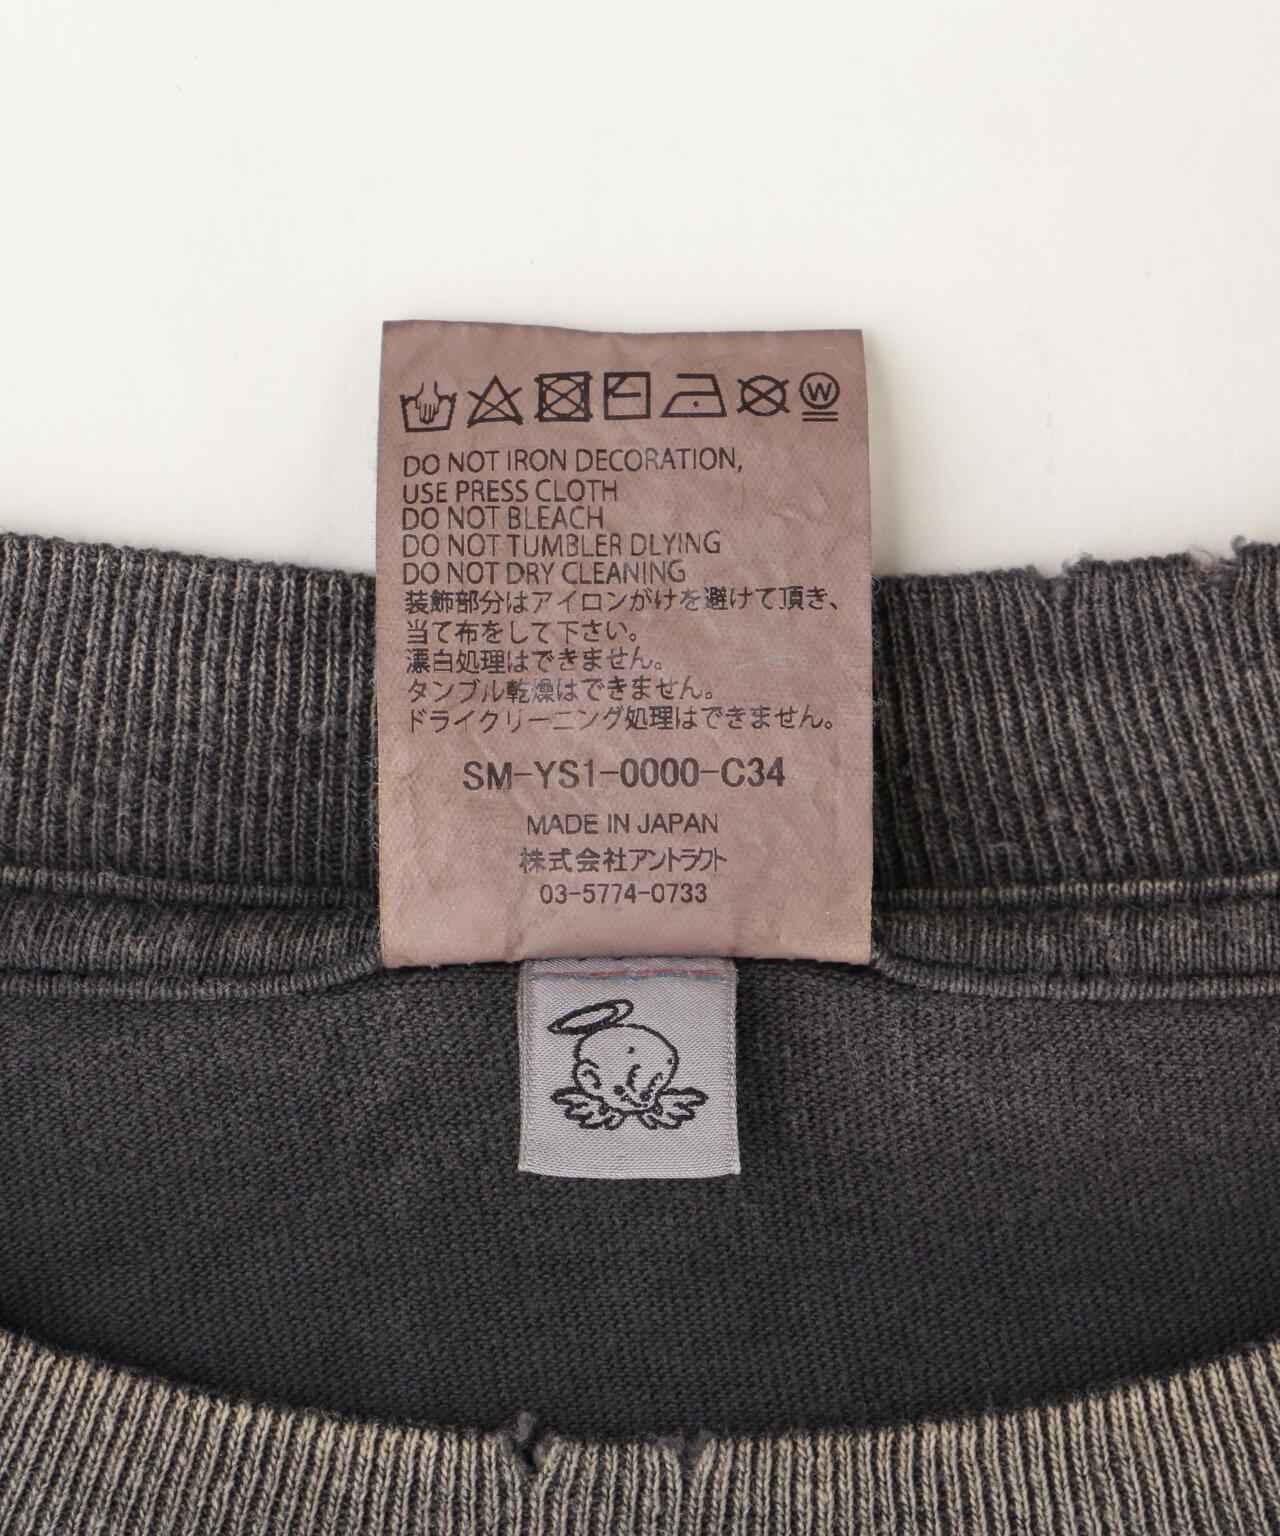 W
DO NOT IRON DECORATION,
USE PRESS CLOTH
DO NOT BLEACH
DO NOT TUMBLER DLYING
DO NOT DRY CLEANING
装飾部分はアイロンがけを避けて頂き、
当て布をして下さい。
漂白処理はできません。
タンブル乾燥はできません。
ドライクリーニング処理はできません。
SM-YS1-0000-C34
MADE IN JAPAN
株式会社アントラクト
03-5774-0733